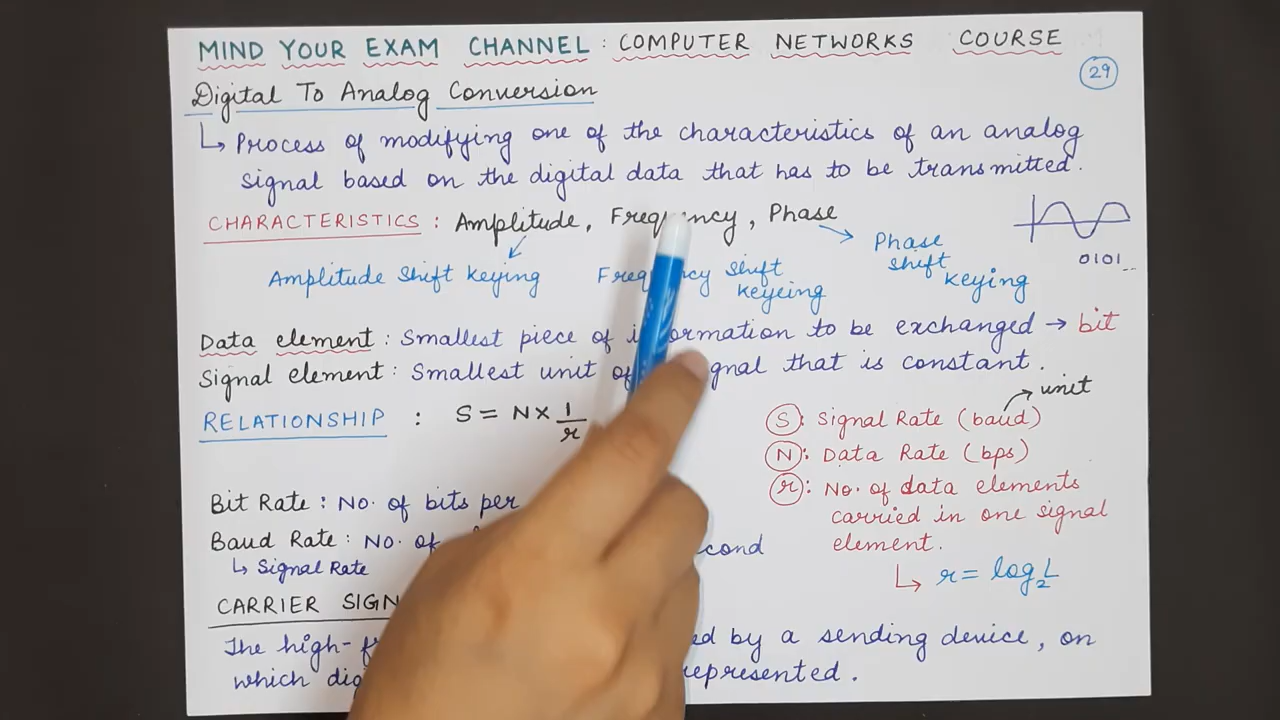 MIND YOUR EXAM CHANNEL : COMPUTER NETWORKS COURSE
29
Digital To Analog Conversion
↳ Process of modifying one of the characteristics of an analog
signal based on the digital data that has to be transmitted.
CHARACTERISTICS : Amplitude, Frequency, Phase
Amplitude Shift Keying
shift
keyeing
Phase
shift
keying
0101..
Data element : Smallest piece of to be exchanged → bit
Signal element : Smallest unit that is constant.
unit
RELATIONSHIP : S = N × 1/r
S : Signal Rate (baud)
N : Data Rate (bps)
r : No. of data elements
carried in one signal
element.
↳ r = log₂L
Bit Rate : No. of bits per
Baud Rate : No. of
↳ Signal Rate
CARRIER
The by a sending device, on
which